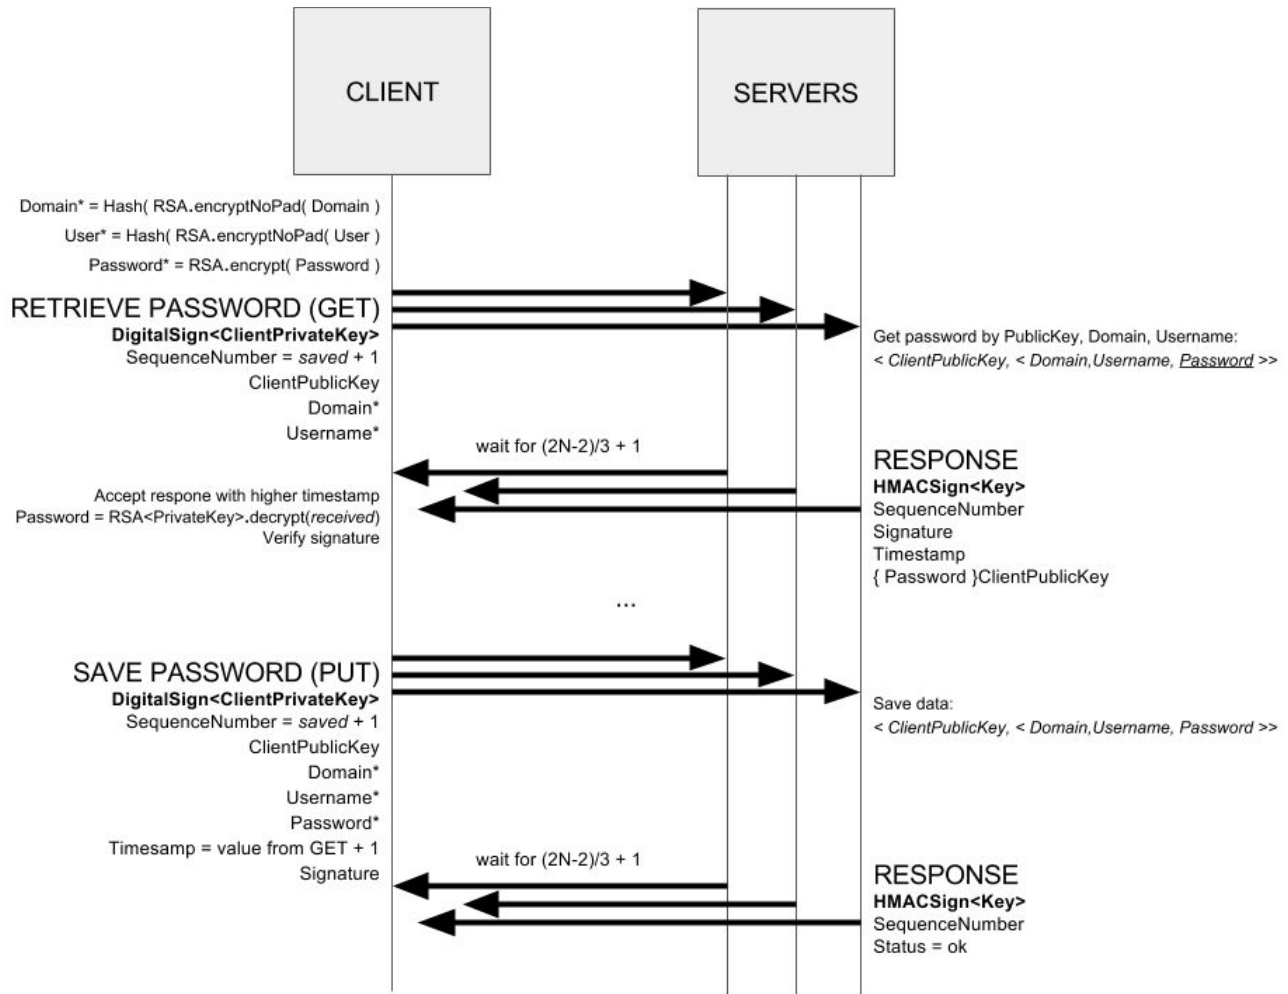 CLIENT
SERVERS
Domain* = Hash( RSA.encryptNoPad( Domain )
User* = Hash( RSA.encryptNoPad( User )
Password* = RSA.encrypt( Password )
RETRIEVE PASSWORD (GET)
DigitalSign<ClientPrivateKey>
SequenceNumber = saved + 1
ClientPublicKey
Domain*
Username*
Get password by PublicKey, Domain, Username:
< ClientPublicKey, < Domain,Username, Password >>
wait for (2N-2)/3 + 1
RESPONSE
HMACSign<Key>
SequenceNumber
Signature
Timestamp
{ Password }ClientPublicKey
Accept respone with higher timestamp
Password = RSA<PrivateKey>.decrypt(received)
Verify signature
...
SAVE PASSWORD (PUT)
DigitalSign<ClientPrivateKey>
SequenceNumber = saved + 1
ClientPublicKey
Domain*
Username*
Password*
Timesamp = value from GET + 1
Signature
Save data:
< ClientPublicKey, < Domain,Username, Password >>
wait for (2N-2)/3 + 1
RESPONSE
HMACSign<Key>
SequenceNumber
Status = ok